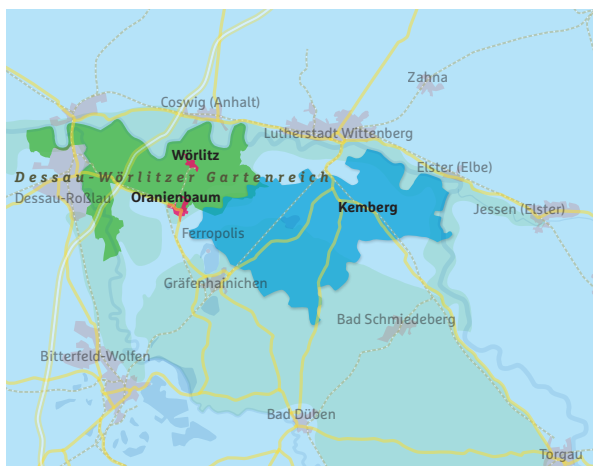 Zahna
Coswig (Anhalt)
Lutherstadt Wittenberg
Wörlitz
Elster (Elbe)
Dessau-Wörlitzer Gartenreich
Dessau-Roßlau
Oranienbaum
Kemberg
Jessen (Elster)
Ferropolis
Gräfenhainichen
Bad Schmiedeberg
Bitterfeld-Wolfen
Bad Düben
Torgau